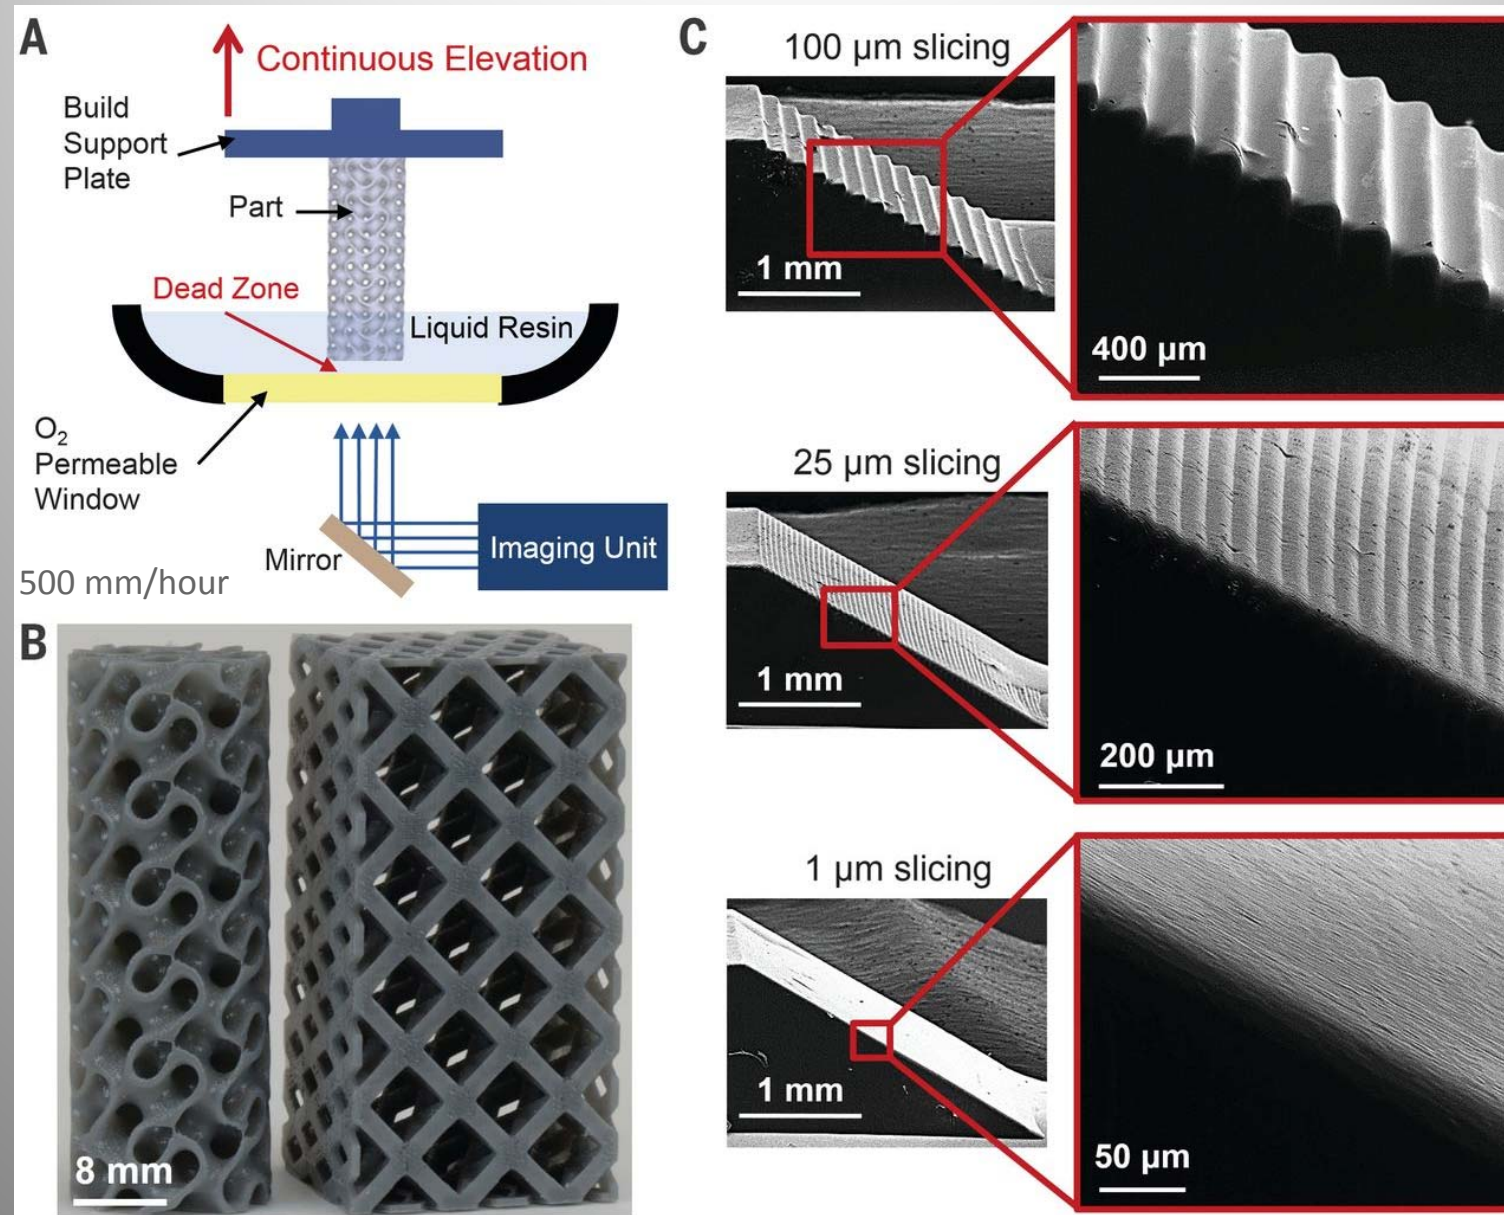 A
Continuous Elevation
Build
Support
Plate
Part
Dead Zone
Liquid Resin
O₂
Permeable
Window
Mirror
Imaging Unit
500 mm/hour
B
8 mm
C
100 µm slicing
1 mm
400 µm
25 µm slicing
1 mm
200 µm
1 µm slicing
1 mm
50 µm